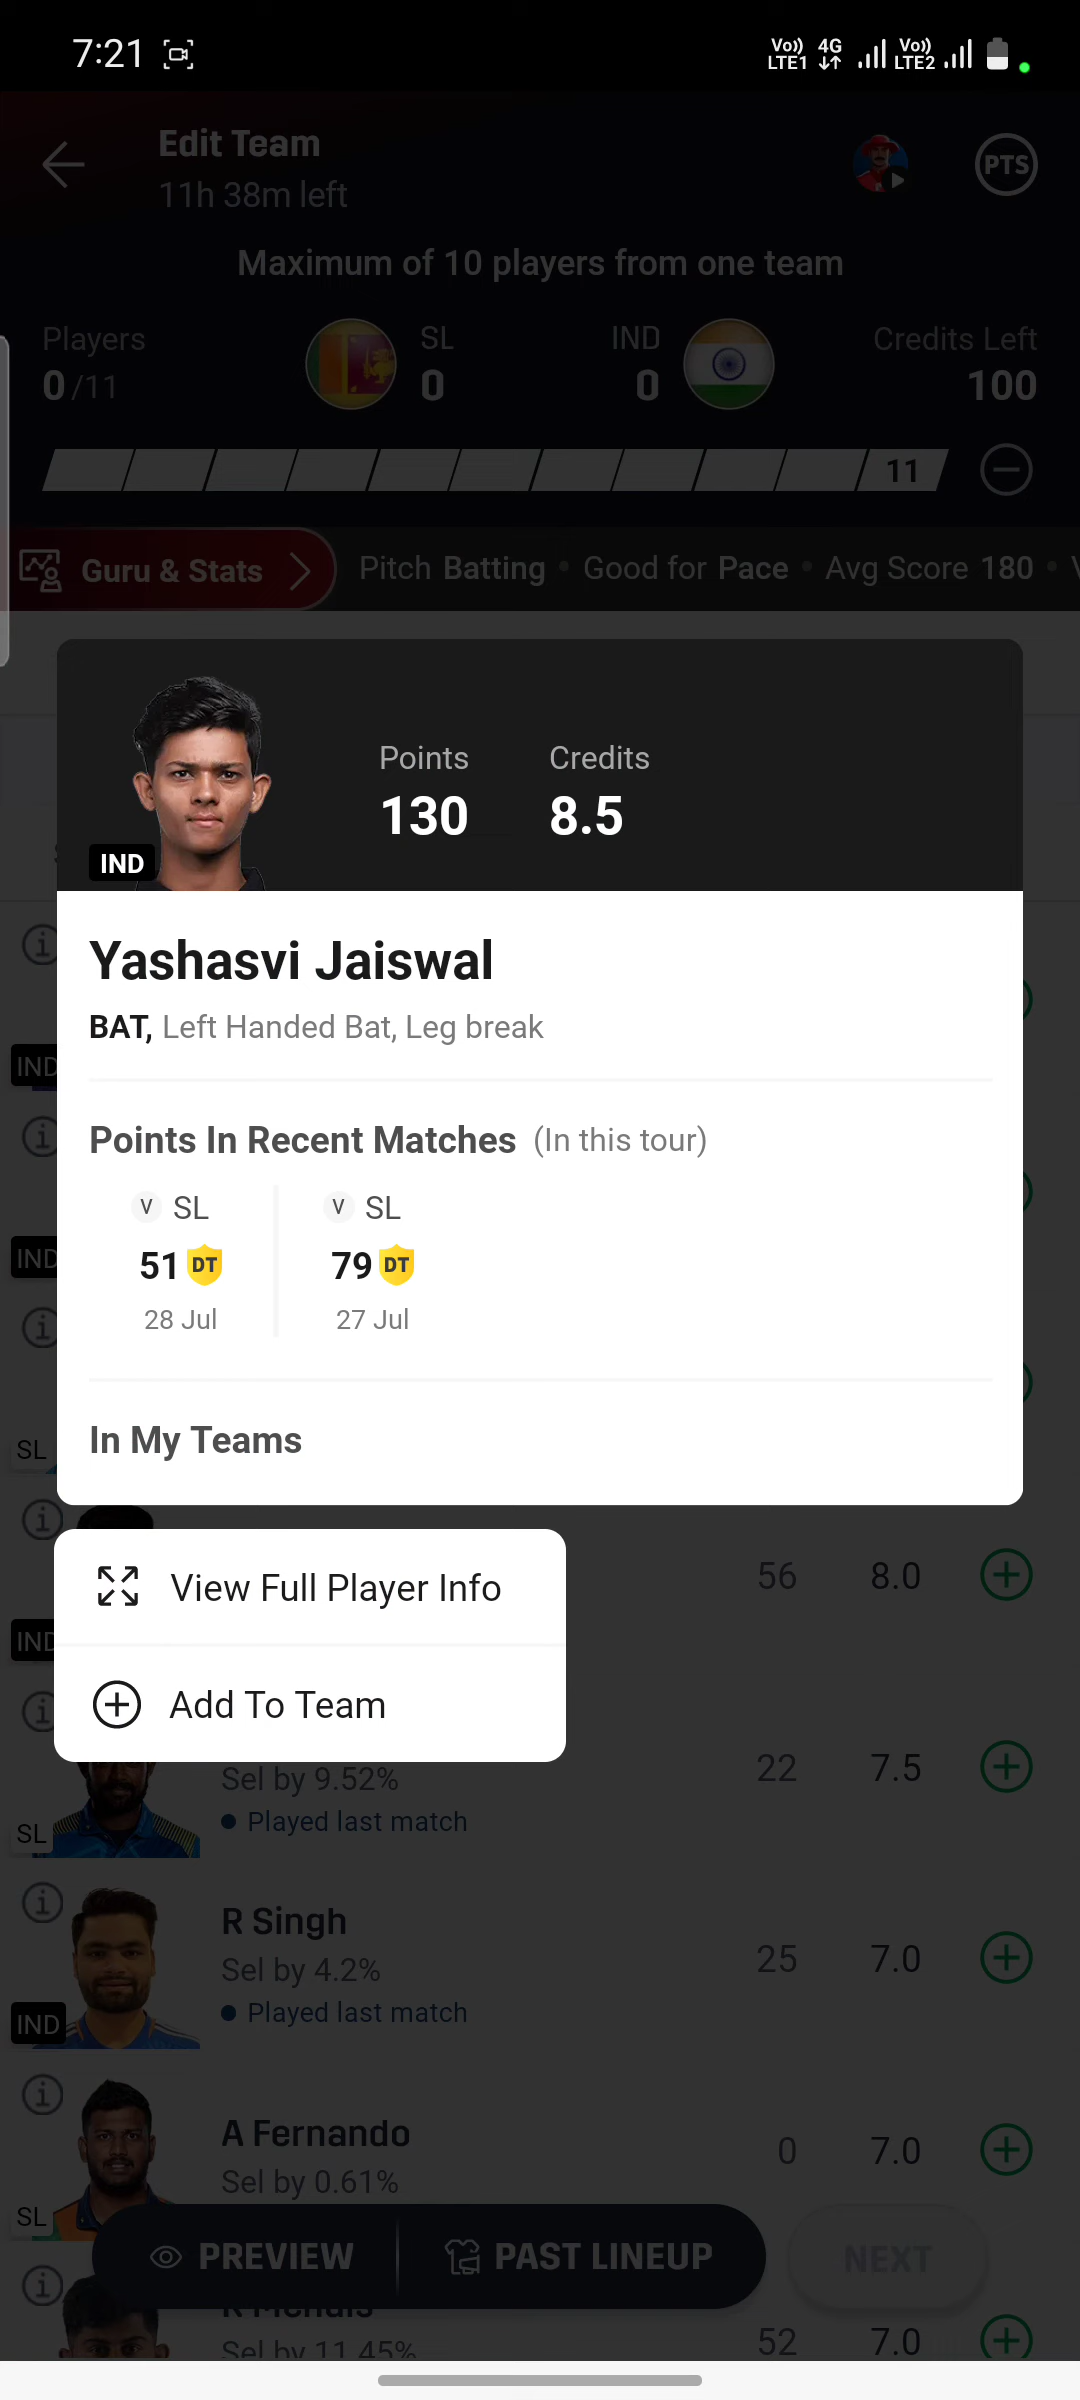 7:21
Vo)) LTE1 4G Vo)) LTE2
Edit Team
11h 38m left
PTS
Maximum of 10 players from one team
Players
0/11
SL
0
IND
0
Credits Left
100
11
Guru & Stats
Pitch Batting • Good for Pace • Avg Score 180 •
Points
130
Credits
8.5
IND
Yashasvi Jaiswal
BAT, Left Handed Bat, Leg break
Points In Recent Matches (In this tour)
V SL
51 DT
28 Jul
V SL
79 DT
27 Jul
In My Teams
IND
IND
SL
IND
56 8.0
View Full Player Info
Add To Team
Sel by 9.52%
22 7.5
Played last match
SL
R Singh
Sel by 4.2%
25 7.0
Played last match
IND
A Fernando
Sel by 0.61%
0 7.0
SL
PREVIEW
PAST LINEUP
NEXT
K Mendis
Sel by 11.45%
52 7.0